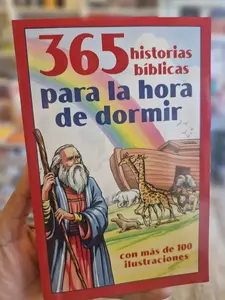 365 historias
bíblicas
para la hora
de dormir
con más de 100
ilustraciones